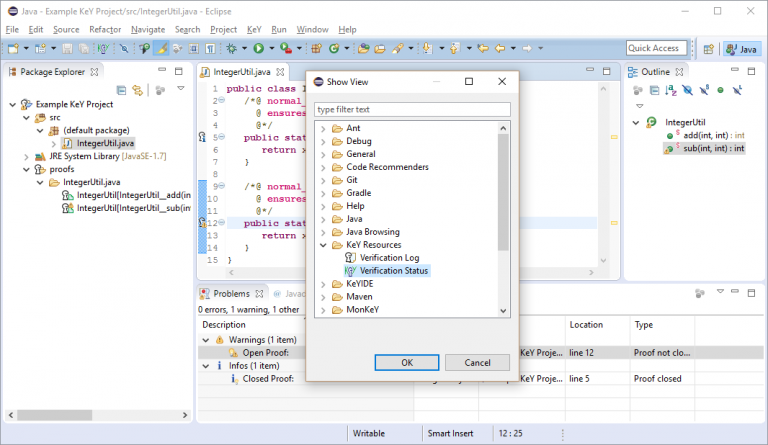 Java - Example KeY Project/src/IntegerUtil.java - Eclipse
File Edit Source Refactor Navigate Search Project KeY Run Window Help
Quick Access
Java
Package Explorer
Example KeY Project
src
(default package)
IntegerUtil.java
JRE System Library [JavaSE-1.7]
proofs
IntegerUtil.java
IntegerUtil[IntegerUtil__add(in
IntegerUtil[IntegerUtil__sub(int
IntegerUtil.java
1 public class I
2 /*@ normal_
3 @ ensures
4 @*/
5 public stat
6 return x
7 }
8
9 /*@ normal_
10 @ ensures
11 @*/
12 public stat
13 return x
14 }
15 }
Show View
type filter text
Ant
Debug
General
Code Recommenders
Git
Gradle
Help
Java
Java Browsing
KeY Resources
Verification Log
Verification Status
KeYIDE
Maven
MonKeY
OK
Cancel
Outline
IntegerUtil
add(int, int) : int
sub(int, int) : int
Problems
0 errors, 1 warning, 1 other
Description Location Type
Warnings (1 item)
Open Proof: KeY Proje... line 12 Proof not clo...
Infos (1 item)
Closed Proof: KeY Proje... line 5 Proof closed
Writable Smart Insert 12 : 25